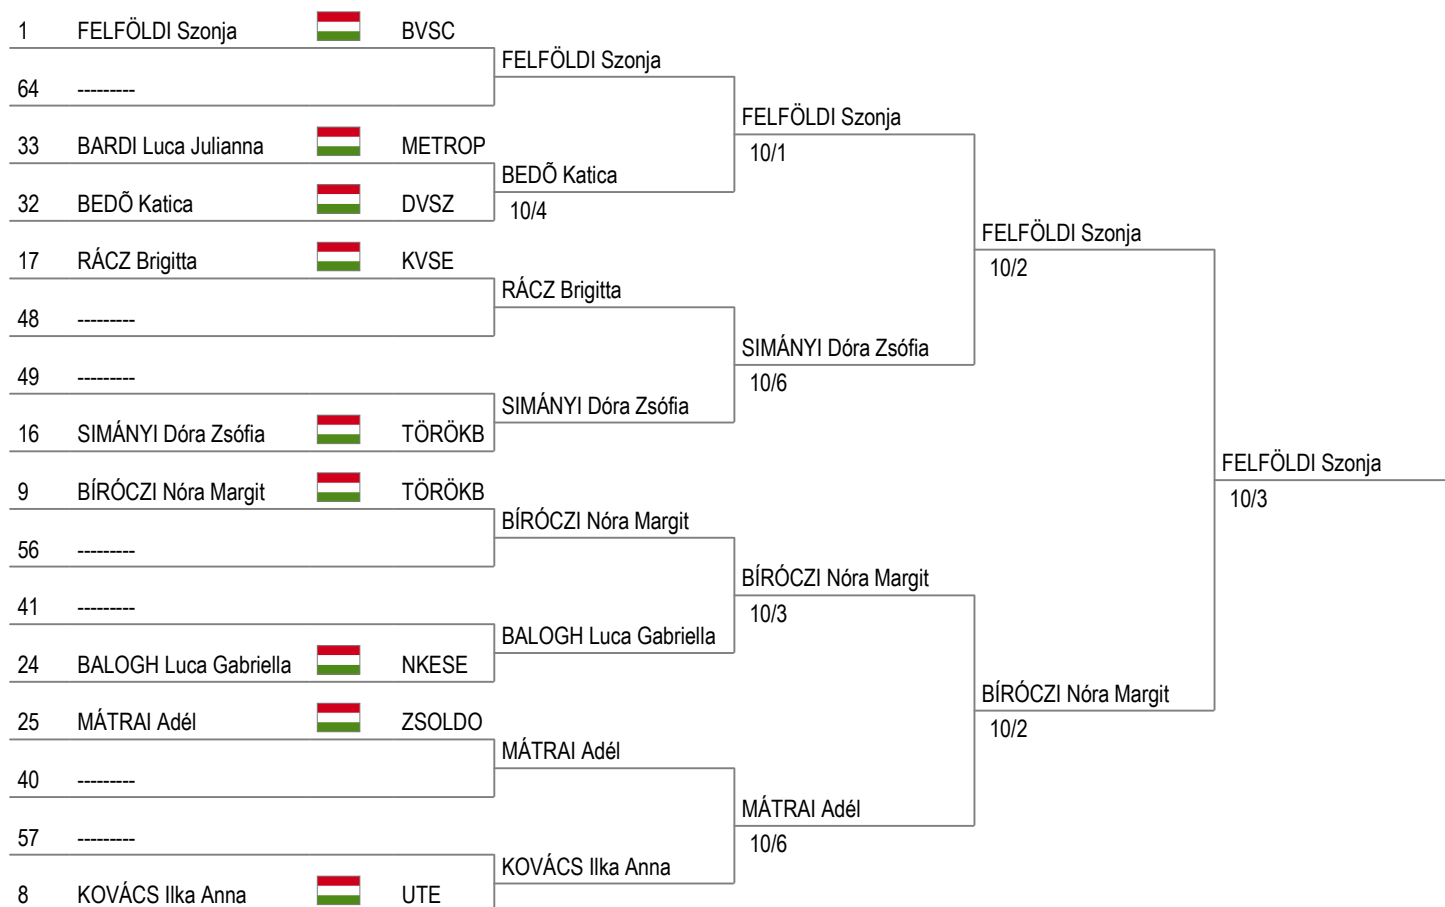 1 FELFÖLDI Szonja BVSC
FELFÖLDI Szonja
64 ---------
FELFÖLDI Szonja
10/1
33 BARDI Luca Julianna METROP
BEDÕ Katica
10/4
32 BEDÕ Katica DVSZ
FELFÖLDI Szonja
10/2
17 RÁCZ Brigitta KVSE
RÁCZ Brigitta
48 ---------
SIMÁNYI Dóra Zsófia
10/6
49 ---------
SIMÁNYI Dóra Zsófia
16 SIMÁNYI Dóra Zsófia TÖRÖKB
FELFÖLDI Szonja
10/3
9 BÍRÓCZI Nóra Margit TÖRÖKB
BÍRÓCZI Nóra Margit
56 ---------
BÍRÓCZI Nóra Margit
10/3
41 ---------
BALOGH Luca Gabriella
24 BALOGH Luca Gabriella NKESE
BÍRÓCZI Nóra Margit
10/2
25 MÁTRAI Adél ZSOLDO
MÁTRAI Adél
40 ---------
MÁTRAI Adél
10/6
57 ---------
KOVÁCS Ilka Anna
8 KOVÁCS Ilka Anna UTE